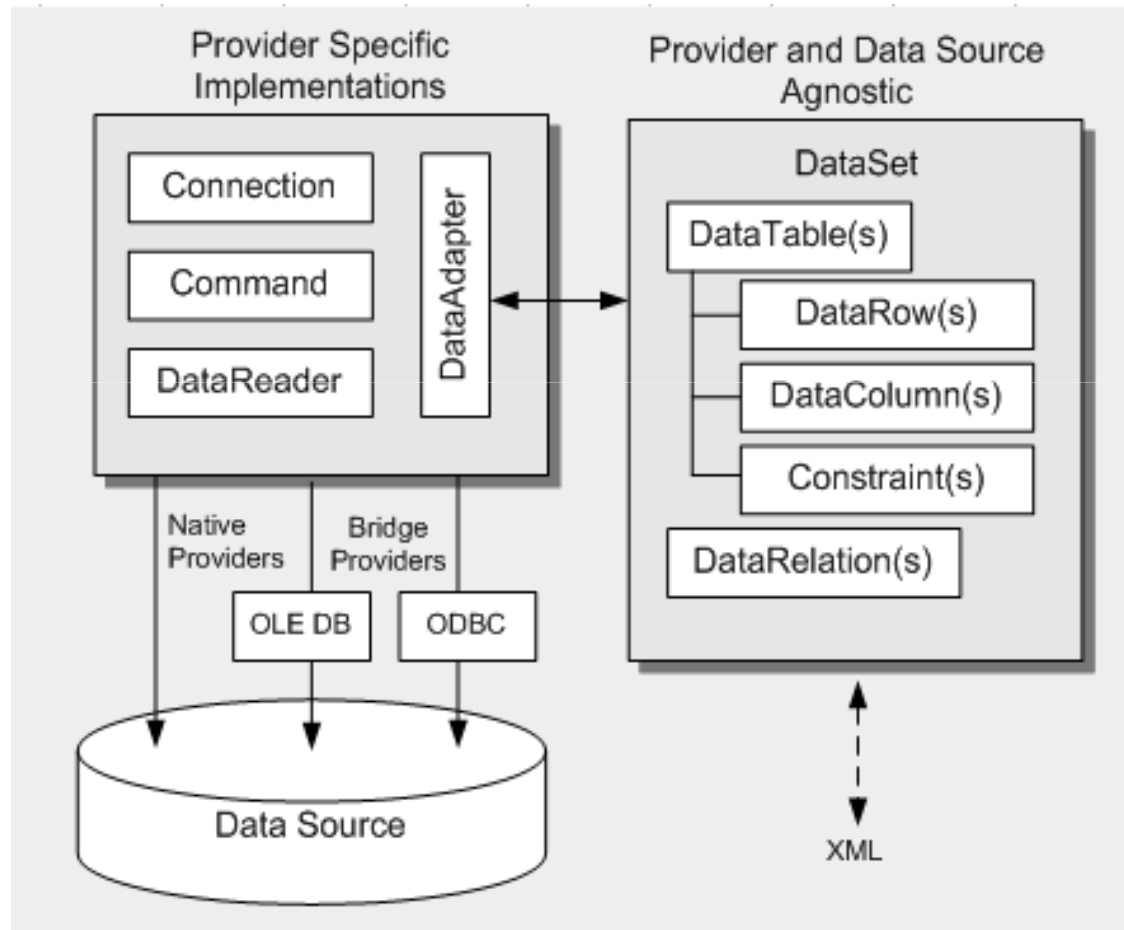 Provider Specific
Implementations
Connection
Command
DataReader
DataAdapter
Provider and Data Source
Agnostic
DataSet
DataTable(s)
DataRow(s)
DataColumn(s)
Constraint(s)
DataRelation(s)
Native
Providers
Bridge
Providers
OLE DB
ODBC
Data Source
XML